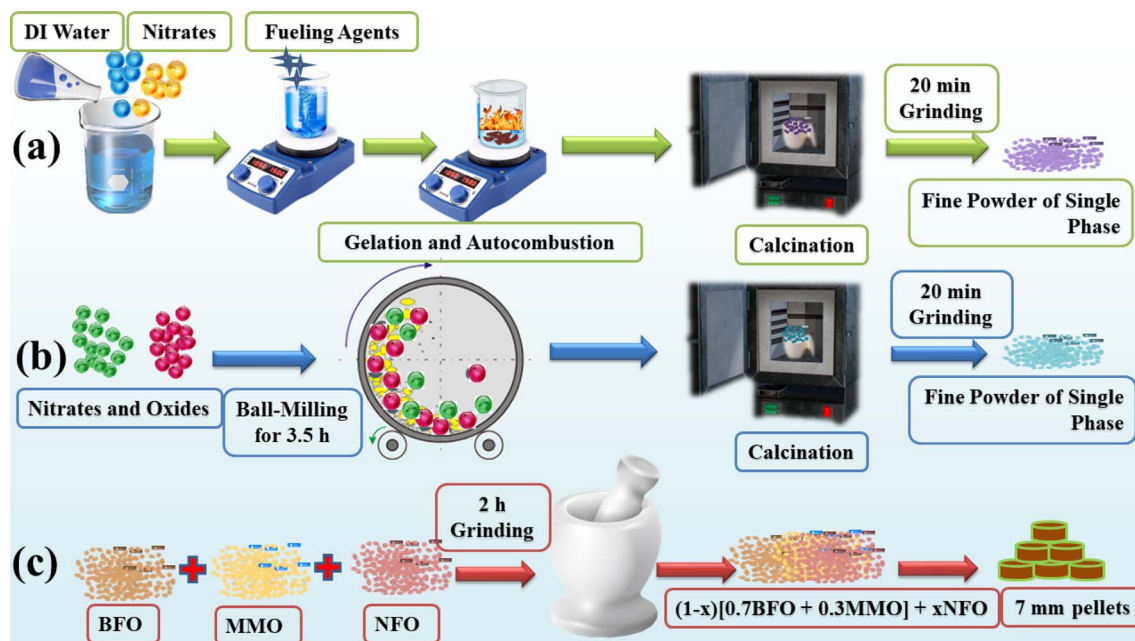 DI Water
Nitrates
Fueling Agents
20 min
Grinding
(a)
Fine Powder of Single
Phase
Gelation and Autocombustion
Calcination
20 min
Grinding
(b)
Nitrates and Oxides
Ball-Milling
for 3.5 h
Fine Powder of Single
Phase
Calcination
2 h
Grinding
(c)
BFO
MMO
NFO
(1-x)[0.7BFO + 0.3MMO] + xNFO
7 mm pellets